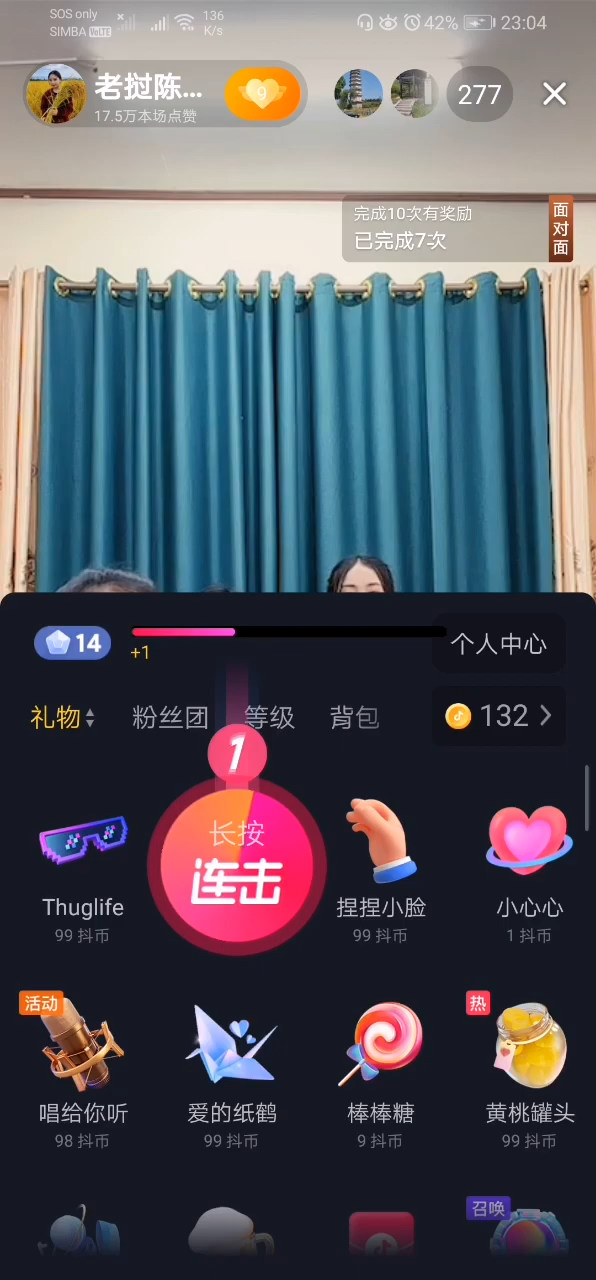 SOS only
SIMBA VoLTE
136
K/s
42%
23:04
老挝陈...
9
17.5万本场点赞
277
完成10次有奖励
已完成7次
面对面
14
+1
个人中心
礼物
粉丝团
等级
背包
132
1
长按
连击
Thuglife
99 抖币
捏捏小脸
99 抖币
小心心
1 抖币
活动
热
唱给你听
98 抖币
爱的纸鹤
99 抖币
棒棒糖
9 抖币
黄桃罐头
99 抖币
召唤